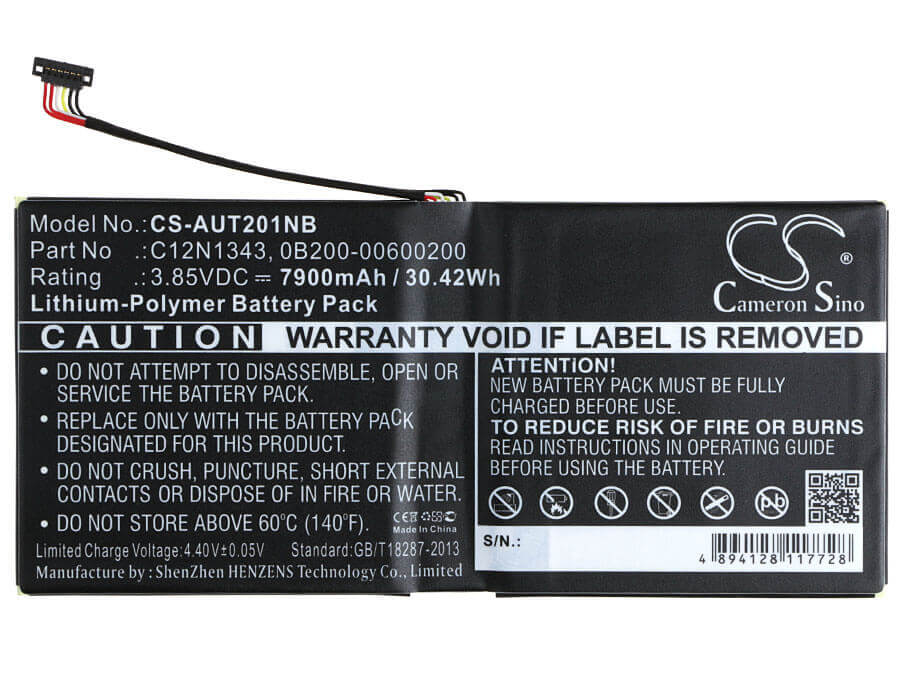 Model No.: CS-AUT201NB
Part No .: C12N1343, 0B200-00600200
Rating .: 3.85VDC ⎓ 7900mAh / 30.42Wh
Lithium-Polymer Battery Pack
CS
®
Cameron Sino
CAUTION
WARRANTY VOID IF LABEL IS REMOVED
• DO NOT ATTEMPT TO DISASSEMBLE, OPEN OR
SERVICE THE BATTERY PACK.
• REPLACE ONLY WITH THE BATTERY PACK
DESIGNATED FOR THIS PRODUCT.
• DO NOT CRUSH, PUNCTURE, SHORT EXTERNAL
CONTACTS OR DISPOSE OF IN FIRE OR WATER.
• DO NOT STORE ABOVE 60°C (140°F).
CE
Made in China
Limited Charge Voltage: 4.40V±0.05V Standard:GB/T18287-2013
Manufacturer : ShenZhen HENZENS Technology Co., Limited
ATTENTION!
NEW BATTERY PACK MUST BE FULLY
CHARGED BEFORE USE.
TO REDUCE RISK OF FIRE OR BURNS
READ INSTRUCTIONS IN OPERATING GUIDE
BEFORE USING THE BATTERY.
Pb
S/N.:
4 894128 117728